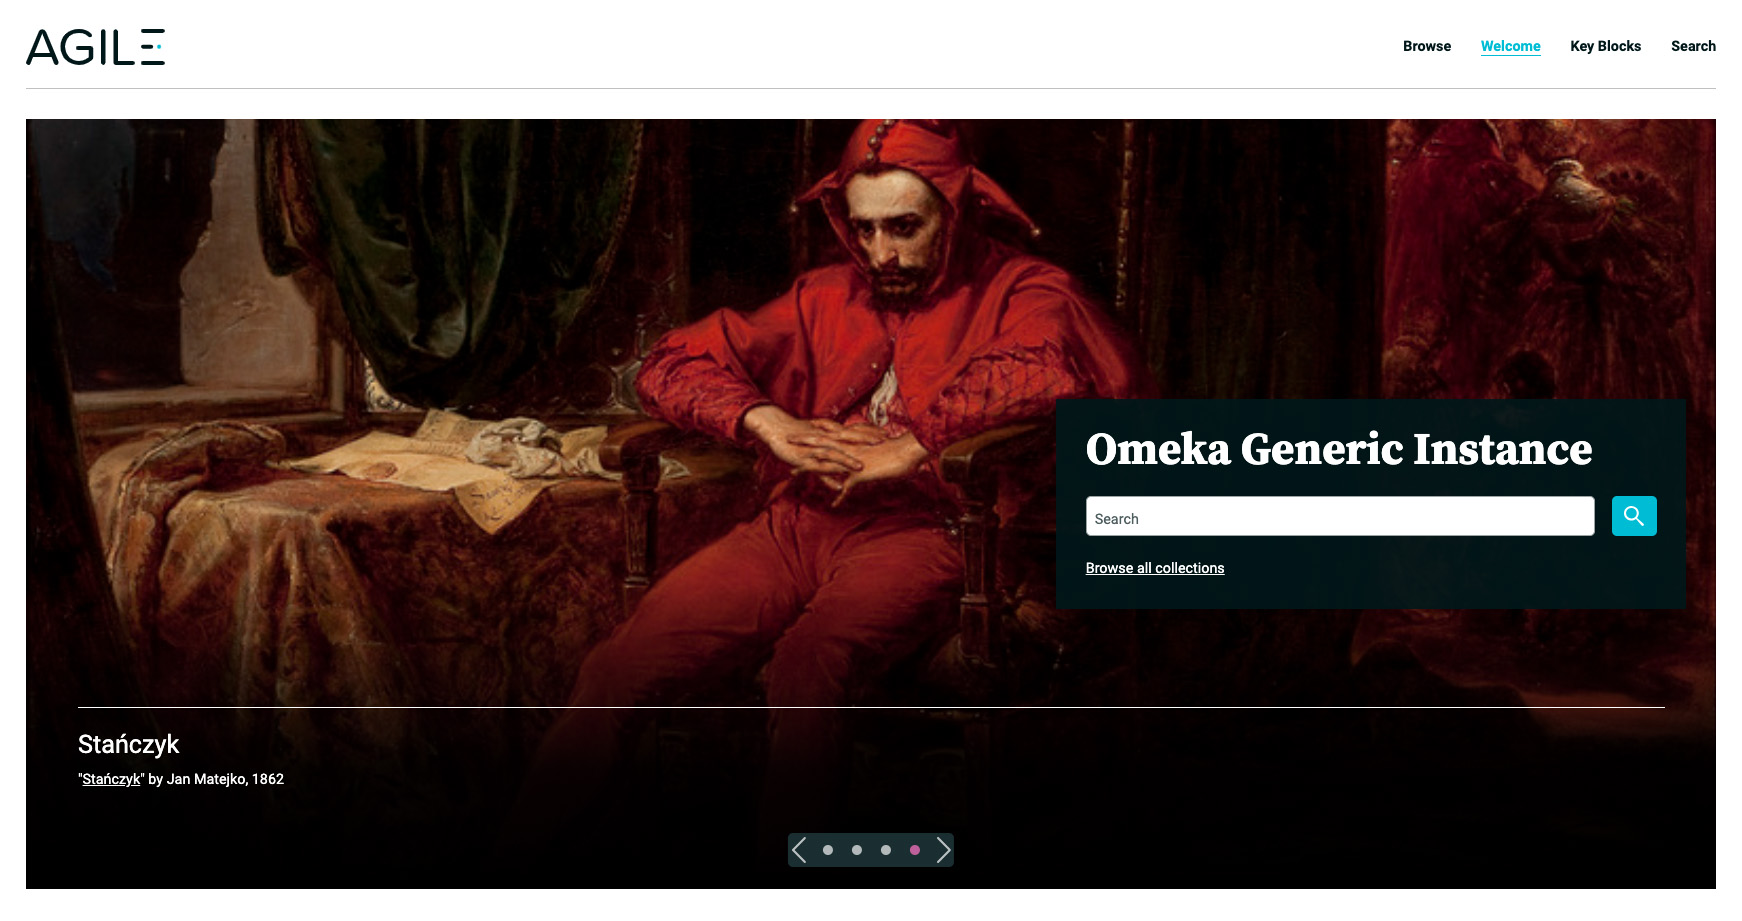 AGILE
Browse Welcome Key Blocks Search
Omeka Generic Instance
Search
Browse all collections
Stańczyk
"Stańczyk" by Jan Matejko, 1862